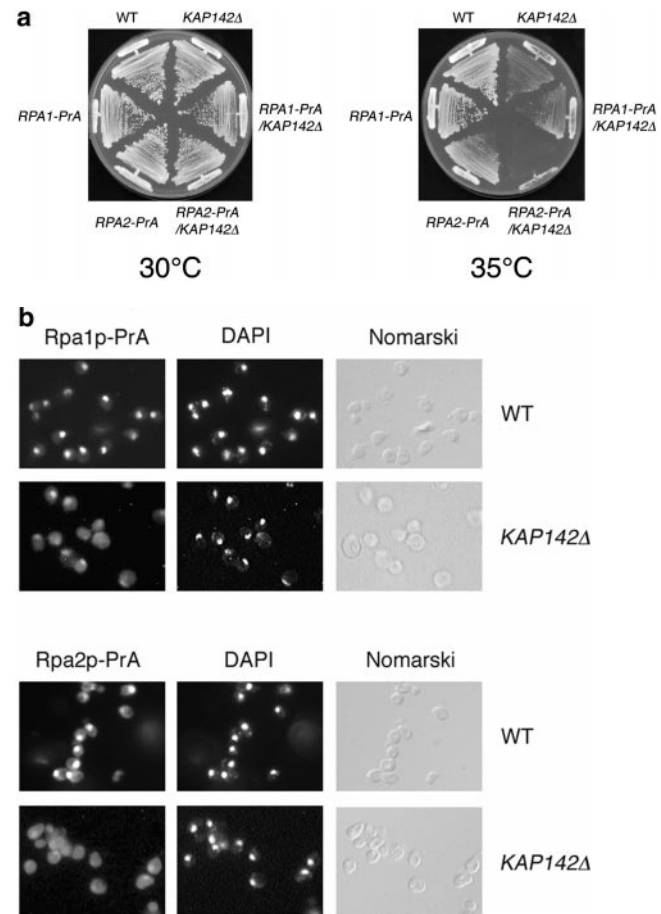 a
WT
KAP142Δ
RPA1-PrA
RPA1-PrA
/KAP142Δ
RPA2-PrA
RPA2-PrA
/KAP142Δ
30°C
WT
KAP142Δ
RPA1-PrA
RPA1-PrA
/KAP142Δ
RPA2-PrA
RPA2-PrA
/KAP142Δ
35°C
b
Rpa1p-PrA
DAPI
Nomarski
WT
KAP142Δ
Rpa2p-PrA
DAPI
Nomarski
WT
KAP142Δ